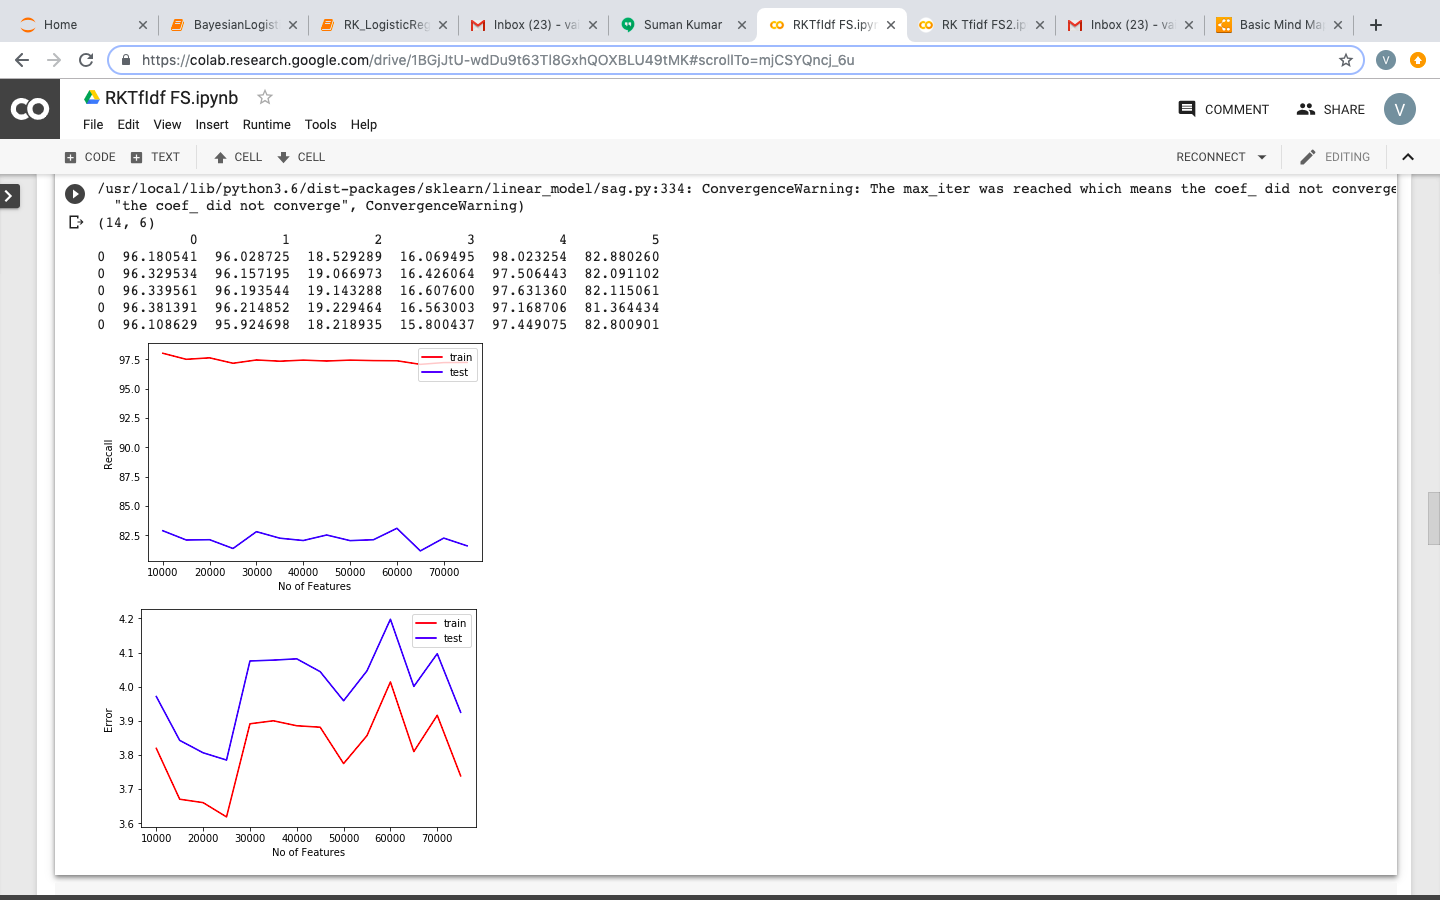 Home
BayesianLogist
RK_LogisticReg
Inbox (23) - va
Suman Kumar
RKTfIdf FS.ipyn
RK Tfidf FS2.ip
Inbox (23) - va
Basic Mind Ma
https://colab.research.google.com/drive/1BGjJtU-wdDu9t63TI8GxhQOXBLU49tMK#scrollTo=mjCSYQncj_6u
V
CO
RKTfIdf FS.ipynb
COMMENT
SHARE
V
File Edit View Insert Runtime Tools Help
CODE TEXT CELL CELL
RECONNECT
EDITING
/usr/local/lib/python3.6/dist-packages/sklearn/linear_model/sag.py:334: ConvergenceWarning: The max_iter was reached which means the coef_ did not converge
"the coef_ did not converge", ConvergenceWarning)
(14, 6)
0 1 2 3 4 5
0 96.180541 96.028725 18.529289 16.069495 98.023254 82.880260
0 96.329534 96.157195 19.066973 16.426064 97.506443 82.091102
0 96.339561 96.193544 19.143288 16.607600 97.631360 82.115061
0 96.381391 96.214852 19.229464 16.563003 97.168706 81.364434
0 96.108629 95.924698 18.218935 15.800437 97.449075 82.800901
train
test
97.5
95.0
92.5
90.0
87.5
85.0
82.5
Recall
10000 20000 30000 40000 50000 60000 70000
No of Features
train
test
4.2
4.1
4.0
3.9
3.8
3.7
3.6
Error
10000 20000 30000 40000 50000 60000 70000
No of Features